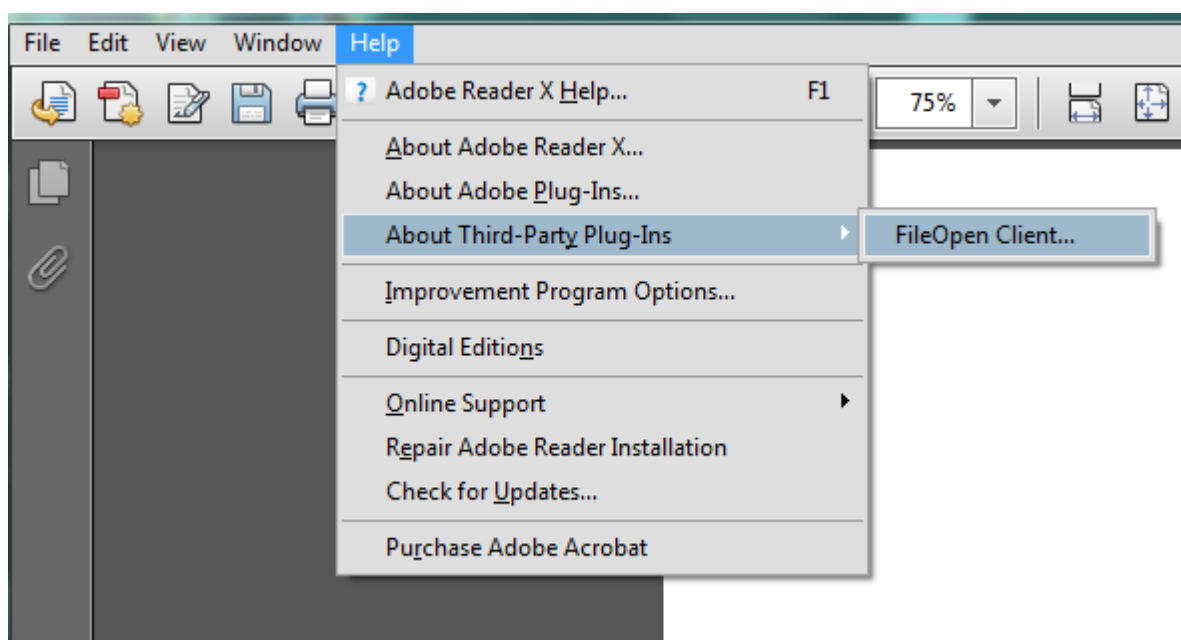 File Edit View Window Help
? Adobe Reader X Help... F1
75%
About Adobe Reader X...
About Adobe Plug-Ins...
About Third-Party Plug-Ins
FileOpen Client...
Improvement Program Options...
Digital Editions
Online Support
Repair Adobe Reader Installation
Check for Updates...
Purchase Adobe Acrobat